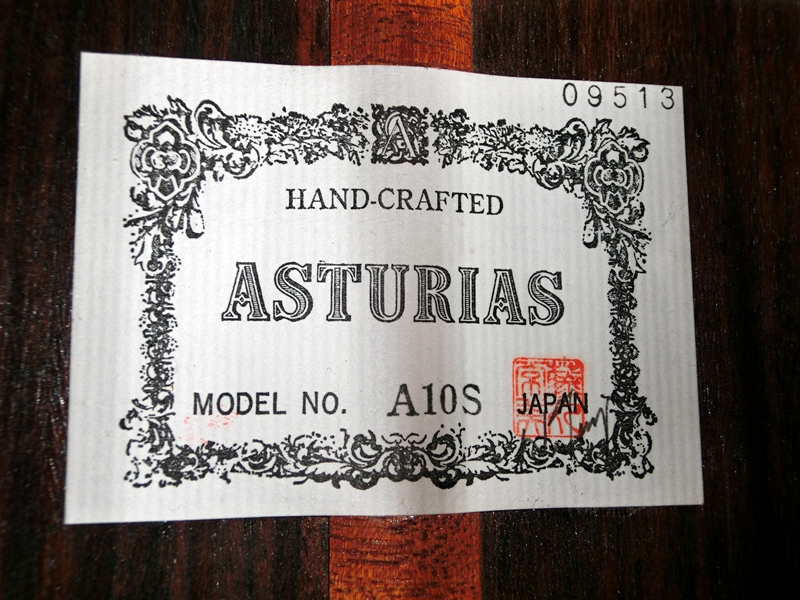 09513
A
HAND-CRAFTED
ASTURIAS
MODEL NO. A10S JAPAN